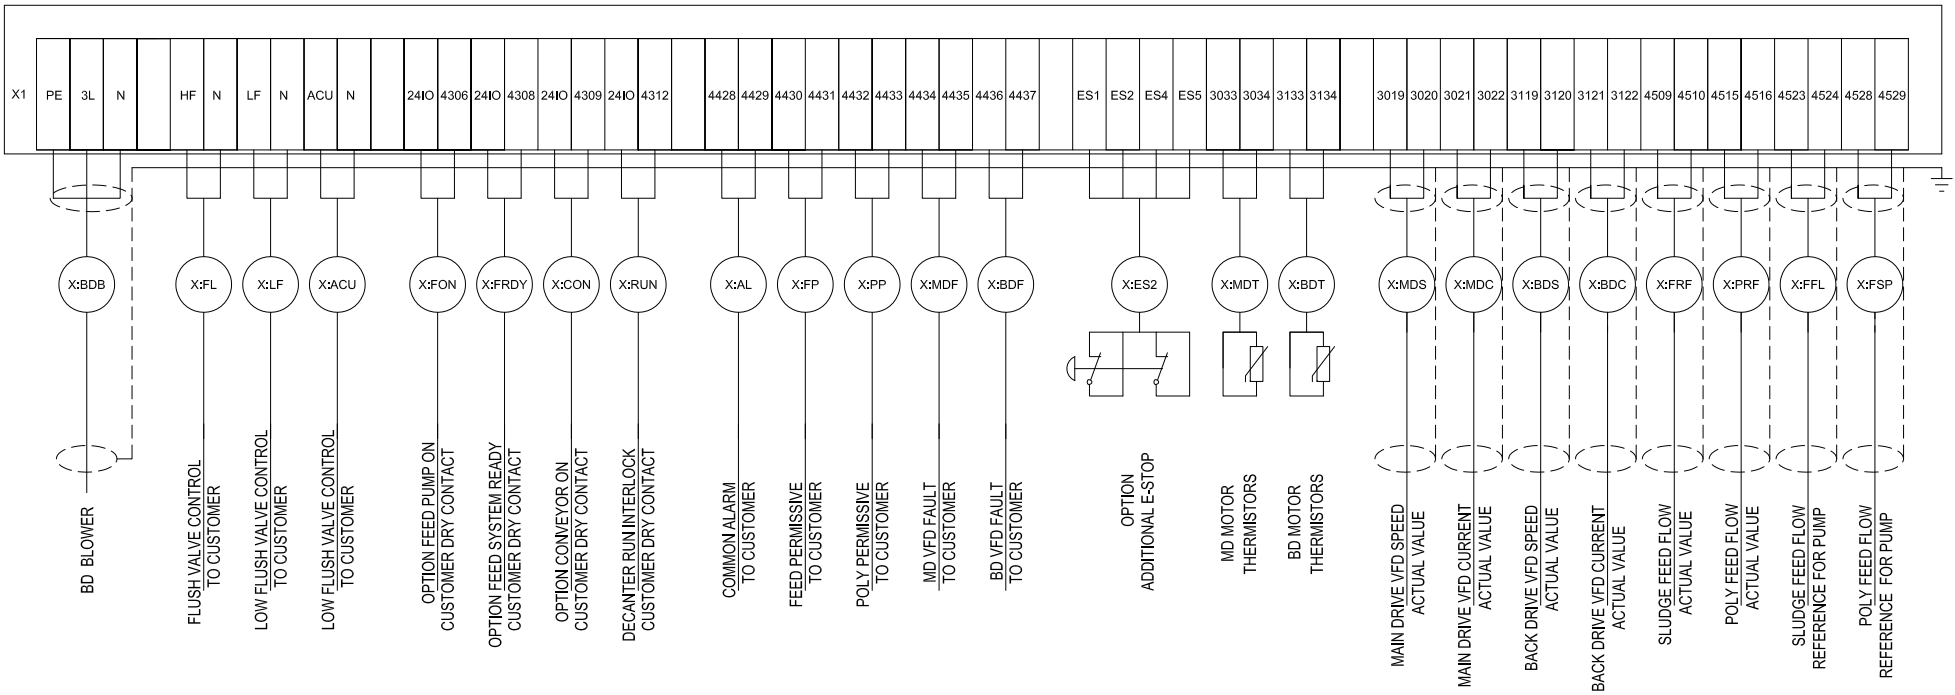 X1
PE
3L
N
HF
N
LF
N
ACU
N
24IO
4306
24IO
4308
24IO
4309
24IO
4312
4428
4429
4430
4431
4432
4433
4434
4435
4436
4437
ES1
ES2
ES4
ES5
3033
3034
3133
3134
3019
3020
3021
3022
3119
3120
3121
3122
4509
4510
4515
4516
4523
4524
4528
4529
X:BDB
X:FL
X:LF
X:ACU
X:FON
X:FRDY
X:CON
X:RUN
X:AL
X:FP
X:PP
X:MDF
X:BDF
X:ES2
X:MDT
X:BDT
X:MDS
X:MDC
X:BDS
X:BDC
X:FRF
X:PRF
X:FFL
X:FSP
BD BLOWER
FLUSH VALVE CONTROL
TO CUSTOMER
LOW FLUSH VALVE CONTROL
TO CUSTOMER
LOW FLUSH VALVE CONTROL
TO CUSTOMER
OPTION FEED PUMP ON
CUSTOMER DRY CONTACT
OPTION FEED SYSTEM READY
CUSTOMER DRY CONTACT
OPTION CONVEYOR ON
CUSTOMER DRY CONTACT
DECANTER RUN INTERLOCK
CUSTOMER DRY CONTACT
COMMON ALARM
TO CUSTOMER
FEED PERMISSIVE
TO CUSTOMER
POLY PERMISSIVE
TO CUSTOMER
MD VFD FAULT
TO CUSTOMER
BD VFD FAULT
TO CUSTOMER
OPTION
ADDITIONAL E-STOP
MD MOTOR
THERMISTORS
BD MOTOR
THERMISTORS
MAIN DRIVE VFD SPEED
ACTUAL VALUE
MAIN DRIVE VFD CURRENT
ACTUAL VALUE
BACK DRIVE VFD SPEED
ACTUAL VALUE
BACK DRIVE VFD CURRENT
ACTUAL VALUE
SLUDGE FEED FLOW
ACTUAL VALUE
POLY FEED FLOW
ACTUAL VALUE
SLUDGE FEED FLOW
REFERENCE FOR PUMP
POLY FEED FLOW
REFERENCE FOR PUMP